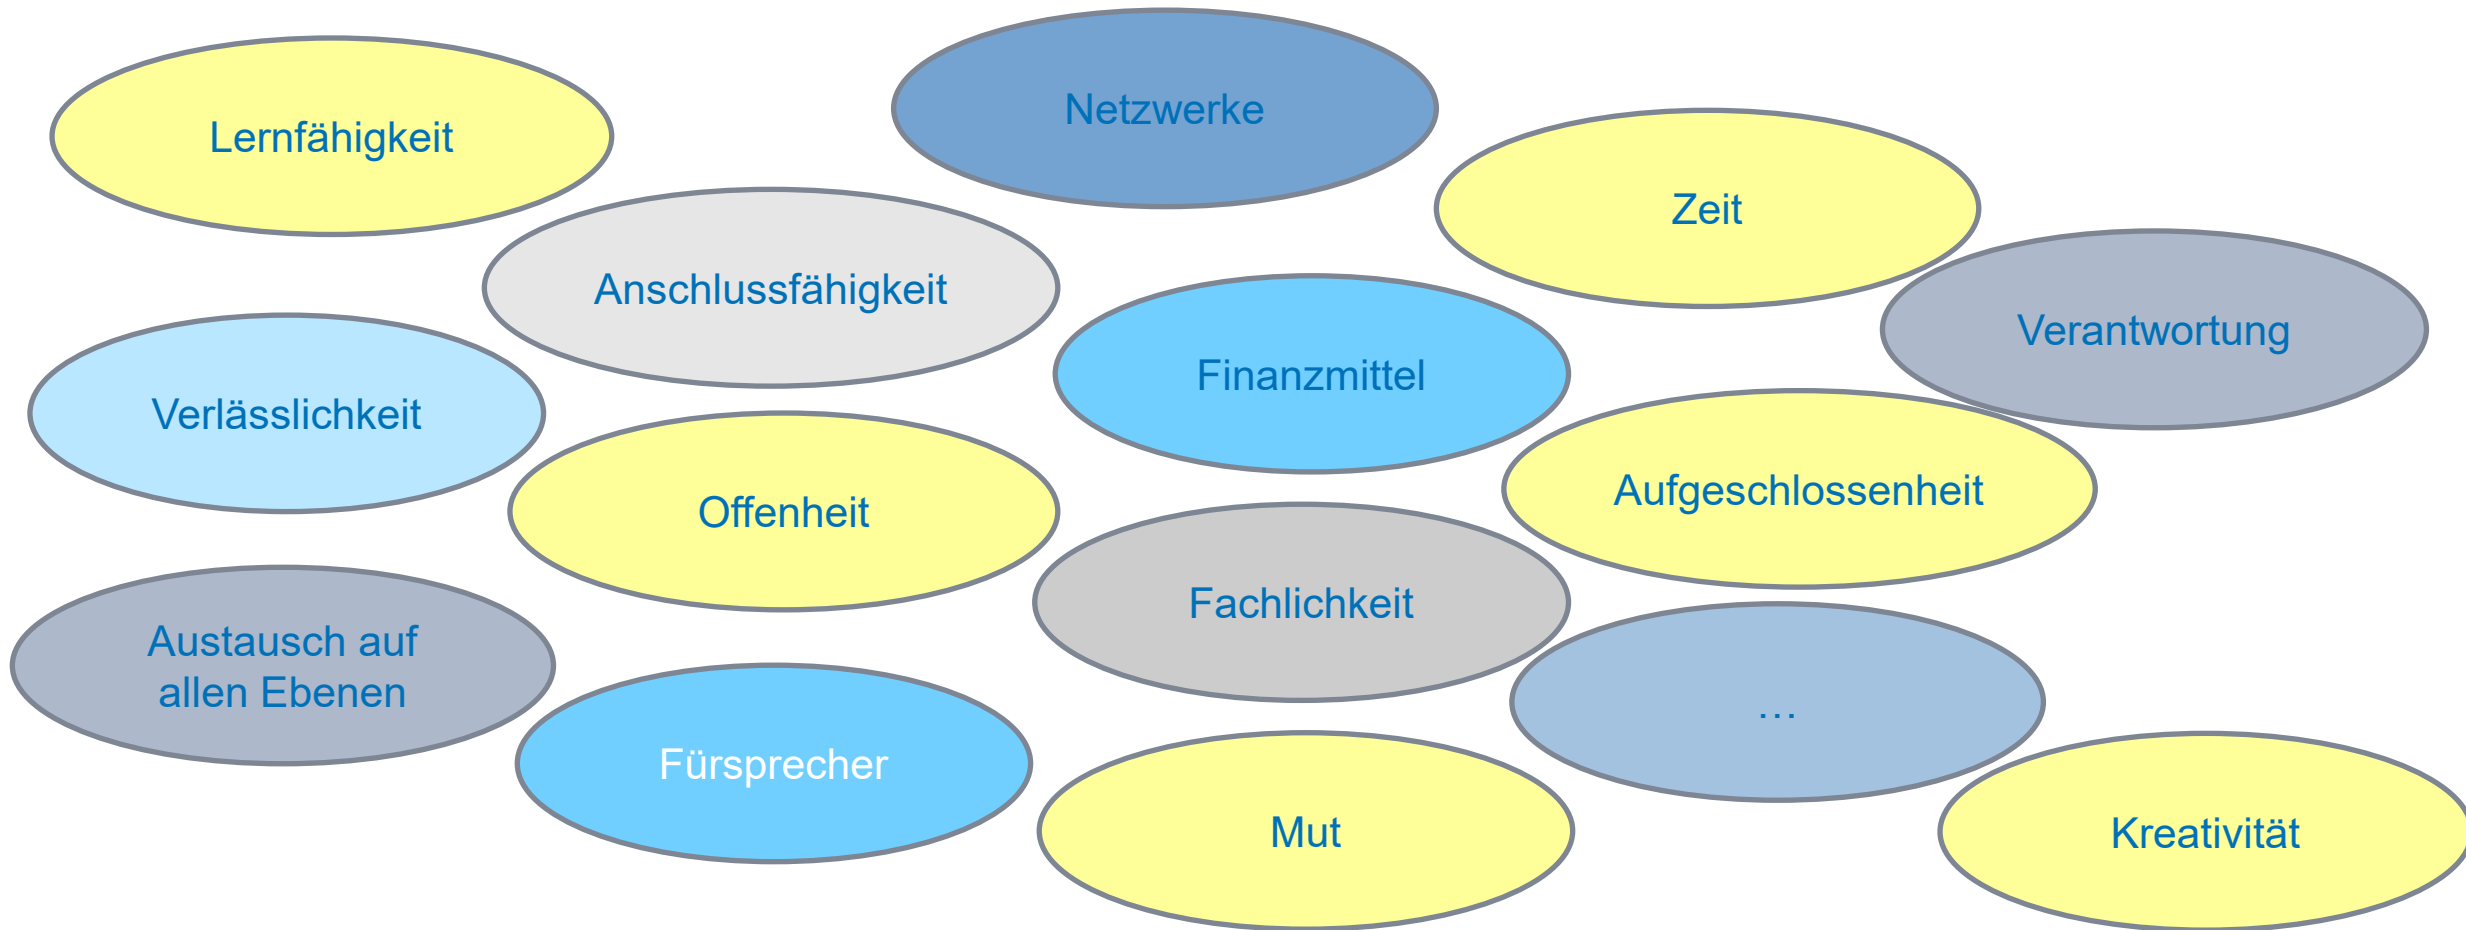 Netzwerke
Lernfähigkeit
Zeit
Anschlussfähigkeit
Verantwortung
Finanzmittel
Verlässlichkeit
Aufgeschlossenheit
Offenheit
Fachlichkeit
Austausch auf
allen Ebenen
…
Fürsprecher
Mut
Kreativität